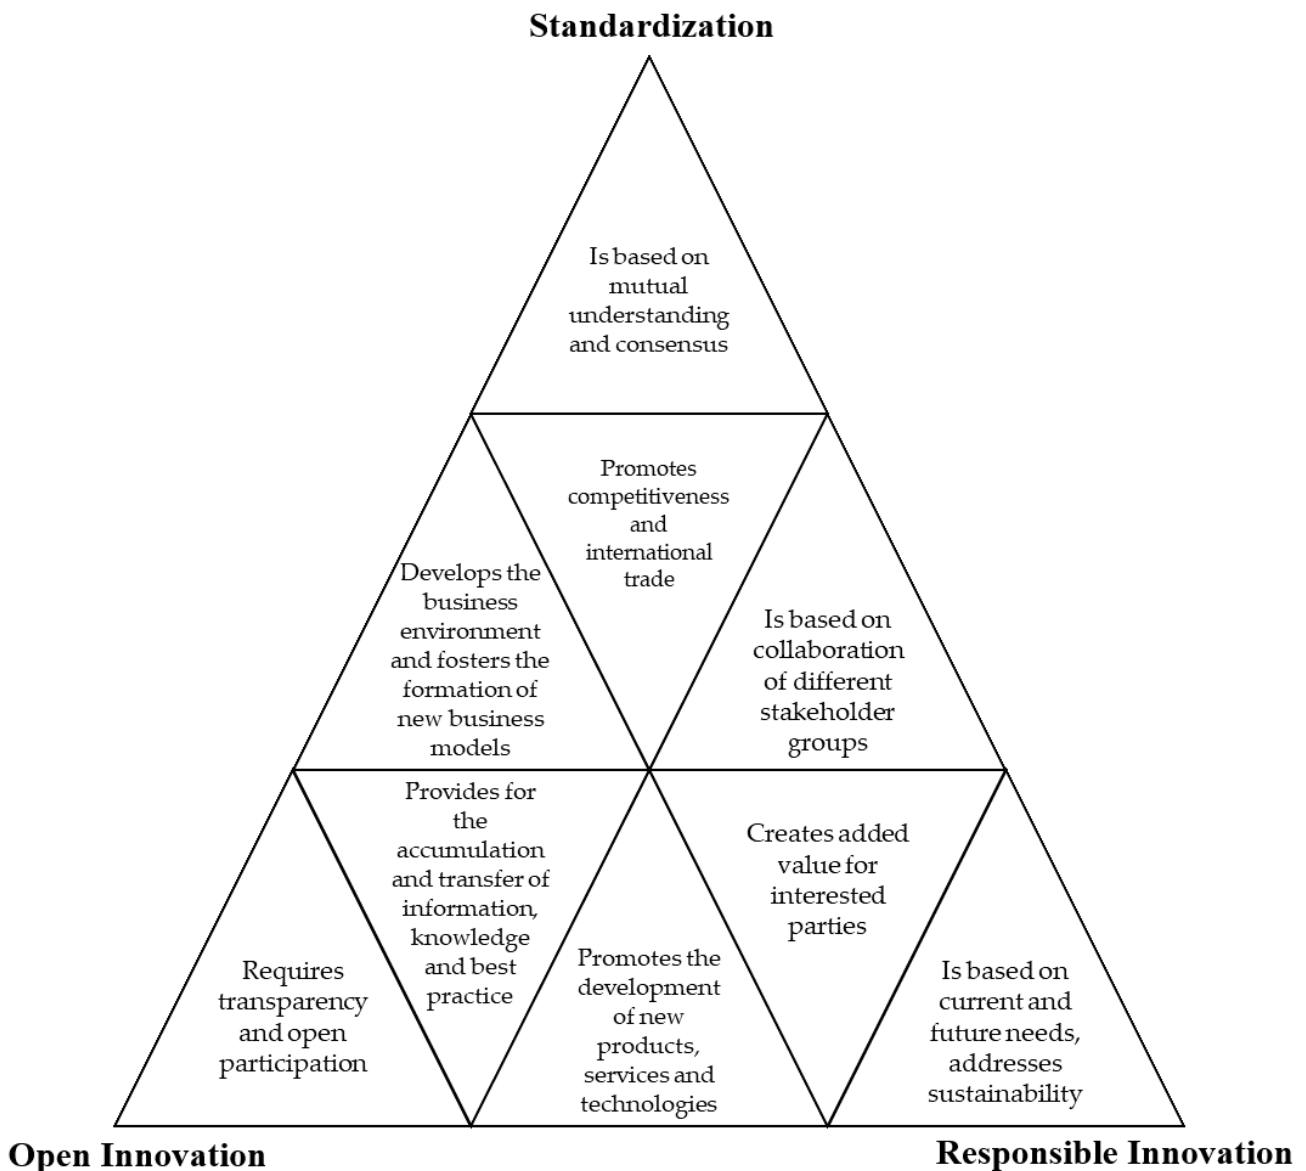 Standardization
Is based on
mutual
understanding
and consensus
Promotes
competitiveness
and
international
trade
Develops the
business
environment
and fosters the
formation of
new business
models
Is based on
collaboration
of different
stakeholder
groups
Provides for
the
accumulation
and transfer of
information,
knowledge
and best
practice
Creates added
value for
interested
parties
Requires
transparency
and open
participation
Promotes the
development
of new
products,
services and
technologies
Is based on
current and
future needs,
addresses
sustainability
Open Innovation
Responsible Innovation